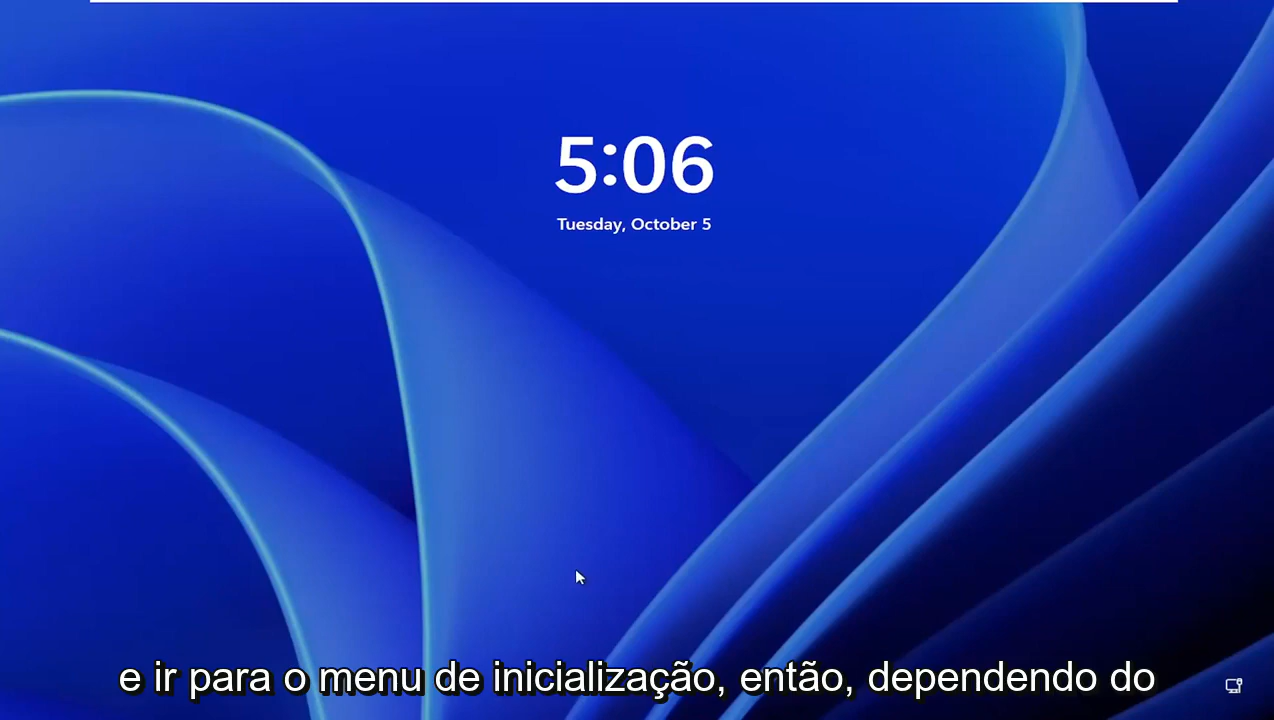 5:06
Tuesday, October 5
e ir para o menu de inicialização, então, dependendo do